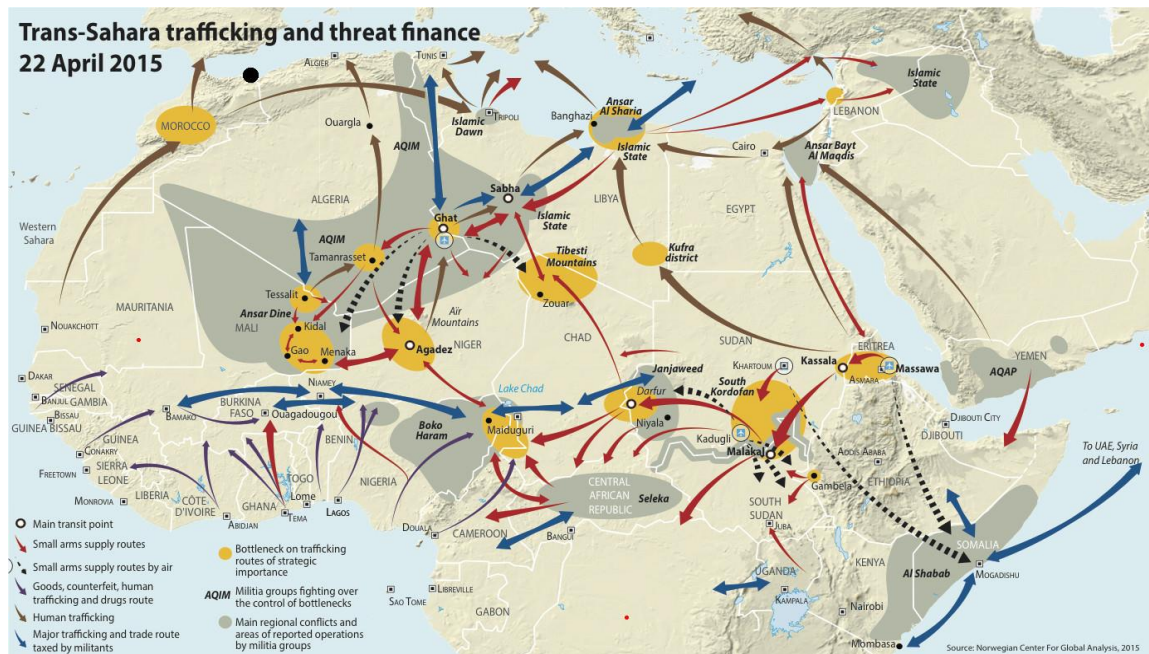 Trans-Sahara trafficking and threat finance
22 April 2015
ALGIER
TUNIS
MOROCCO
Ouargla
Islamic
Dawn
TRIPOLI
Banghazi
Ansar
Al Sharia
Islamic
State
LEBANON
Islamic
State
AQIM
Cairo
Ansar Bayt
Al Maqdis
Western
Sahara
ALGERIA
Sabha
LIBYA
EGYPT
Ghat
Islamic
State
AQIM
Tamanrasset
Tibesti
Mountains
Kufra
district
Tessalit
Zouar
MAURITANIA
Ansar Dine
MALI
Kidal
Gao
Menaka
Aïr
Mountains
Agadez
NIGER
CHAD
SUDAN
NOUAKCHOTT
ERITREA
YEMEN
Kassala
ASMARA
Massawa
AQAP
DAKAR
SENEGAL
BANJUL
GAMBIA
BISSAU
GUINEA BISSAU
BAMAKO
BURKINA
FASO
NIAMEY
Ouagadougou
Lake Chad
Janjaweed
KHARTOUM
South
Kordofan
Darfur
Niyala
Kadugli
Malakal
Boko
Haram
Maiduguri
DJIBOUTI CITY
DJIBOUTI
GUINEA
CONAKRY
FREETOWN
SIERRA
LEONE
MONROVIA
LIBERIA
CÔTE
D'IVOIRE
ABIDJAN
GHANA
TEMA
TOGO
Lome
BENIN
LAGOS
NIGERIA
DOUALA
CAMEROON
CENTRAL
AFRICAN
REPUBLIC
Seleka
BANGUI
ADDIS ABABA
Gambela
ETHIOPIA
SOUTH
SUDAN
JUBA
To UAE, Syria
and Lebanon
SOMALIA
MOGADISHU
Al Shabab
UGANDA
KAMPALA
KENYA
Nairobi
Mombasa
SAO TOME
LIBREVILLE
GABON
Main transit point
Small arms supply routes
Small arms supply routes by air
Goods, counterfeit, human
trafficking and drugs route
Human trafficking
Major trafficking and trade route
taxed by militants
Bottleneck on trafficking
routes of strategic
importance
AQIM Militia groups fighting over
the control of bottlenecks
Main regional conflicts and
areas of reported operations
by militia groups
Source: Norwegian Center For Global Analysis, 2015